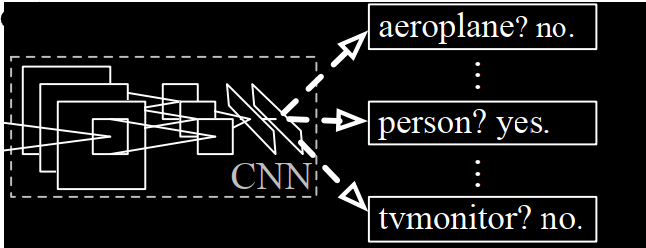 aeroplane? no.
⋮
person? yes.
CNN
⋮
tvmonitor? no.